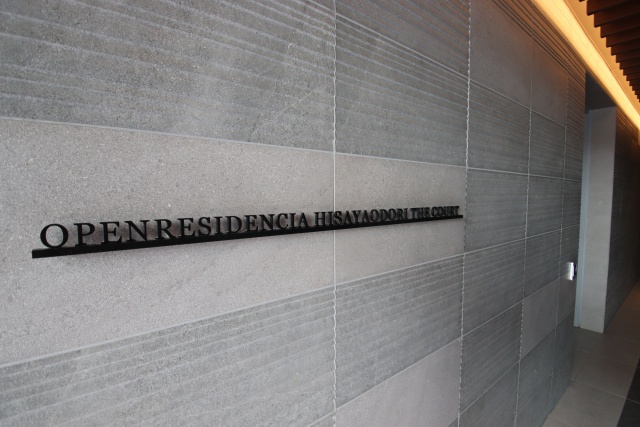 OPENRESIDENCIA HISAYAODORI THE COURT